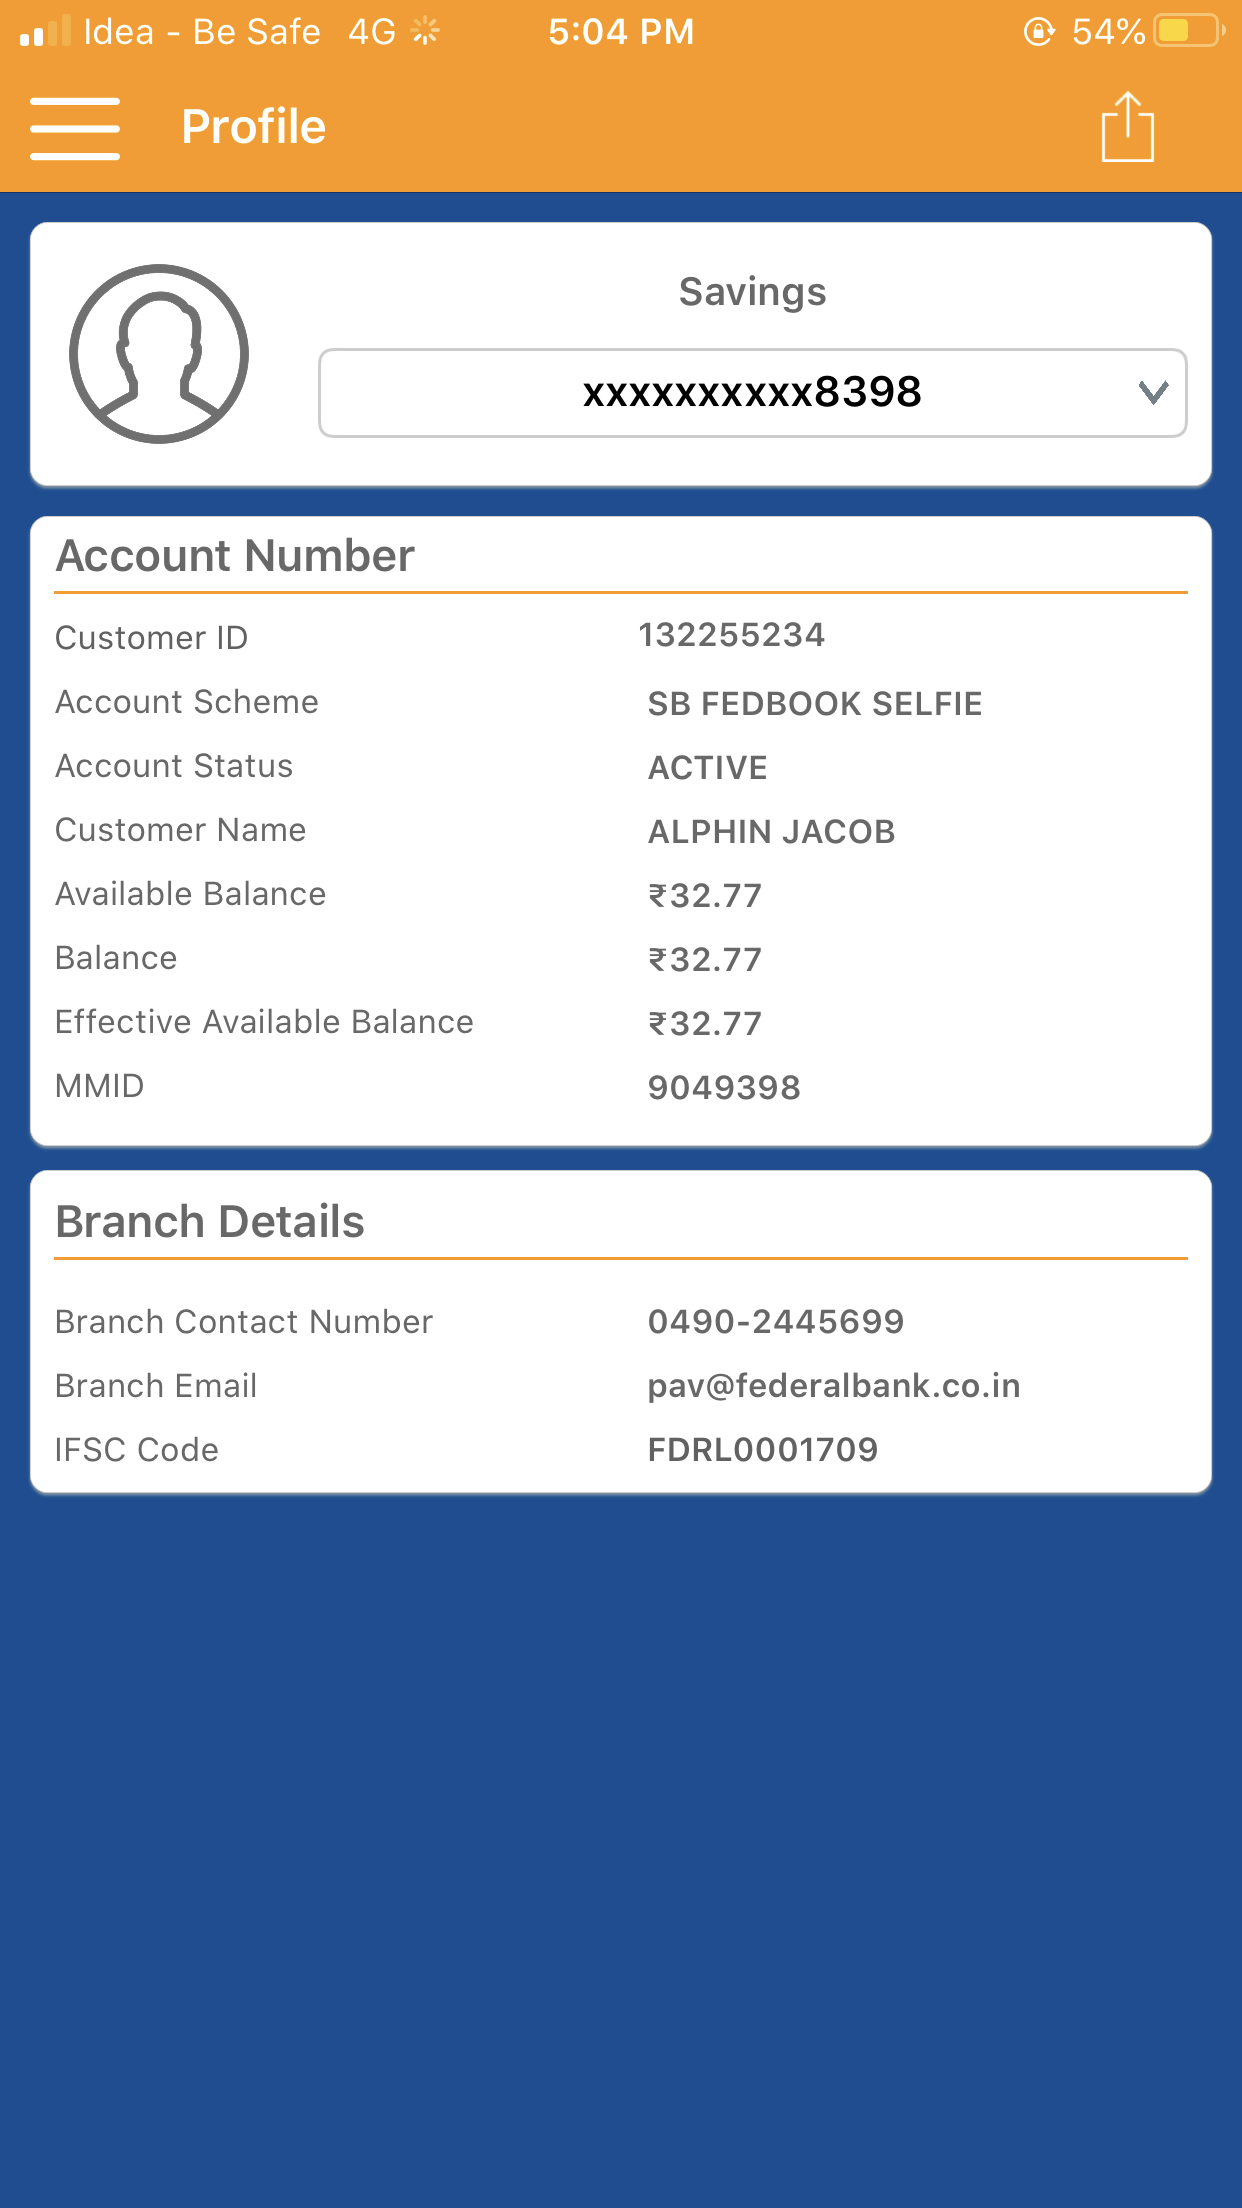 Idea - Be Safe 4G 5:04 PM 54%
Profile
Savings
xxxxxxxxxx8398
Account Number
Customer ID 132255234
Account Scheme SB FEDBOOK SELFIE
Account Status ACTIVE
Customer Name ALPHIN JACOB
Available Balance ₹32.77
Balance ₹32.77
Effective Available Balance ₹32.77
MMID 9049398
Branch Details
Branch Contact Number 0490-2445699
Branch Email pav@federalbank.co.in
IFSC Code FDRL0001709